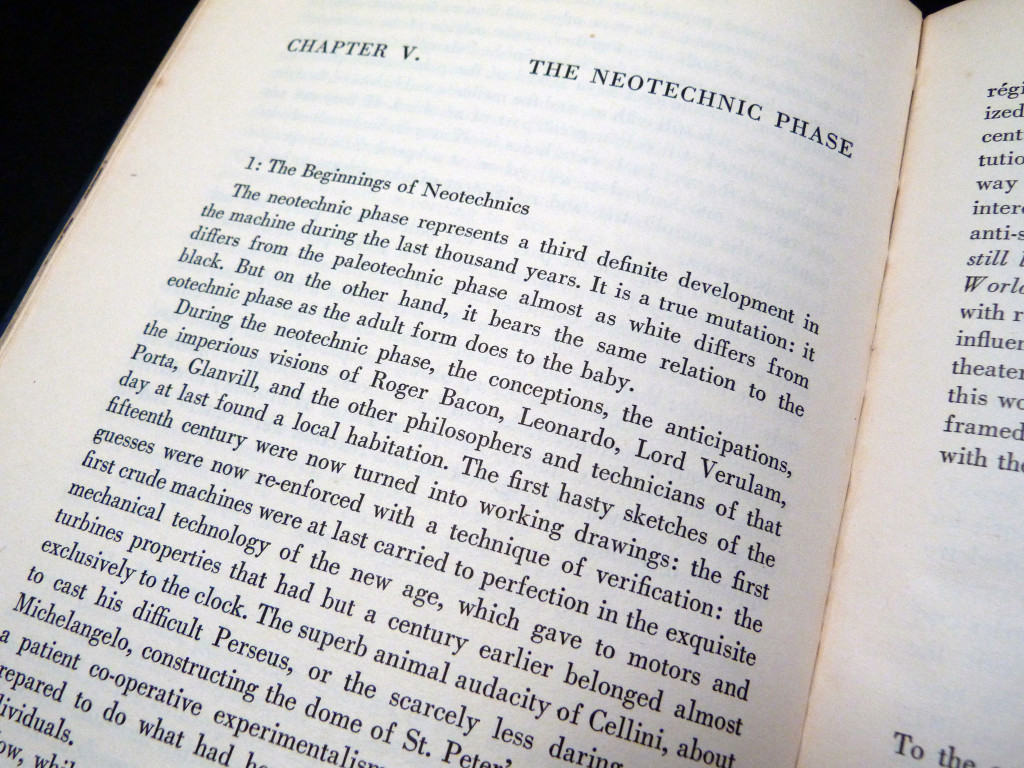 CHAPTER V. THE NEOTECHNIC PHASE
1: The Beginnings of Neotechnics
The neotechnic phase represents a third definite development in
the machine during the last thousand years. It is a true mutation: it
differs from the paleotechnic phase almost as white differs from
black. But on the other hand, it bears the same relation to the
eotechnic phase as the adult form does to the baby.
During the neotechnic phase, the conceptions, the anticipations,
the imperious visions of Roger Bacon, Leonardo, Lord Verulam,
Porta, Glanvill, and the other philosophers and technicians of that
day at last found a local habitation. The first hasty sketches of the
fifteenth century were now turned into working drawings: the first
guesses were now re-enforced with a technique of verification: the
first crude machines were at last carried to perfection in the exquisite
mechanical technology of the new age, which gave to motors and
turbines properties that had but a century earlier belonged almost
exclusively to the clock. The superb animal audacity of Cellini, about
to cast his difficult Perseus, or the scarcely less daring
Michelangelo, constructing the dome of St. Peter'
a patient co-operative experimentalism
repared to do what had
ividuals.
ow, whil
régi
ized
cent
tutio
way
intere
anti-s
still
World
with r
influen
theater
this wo
framed
with the
To the